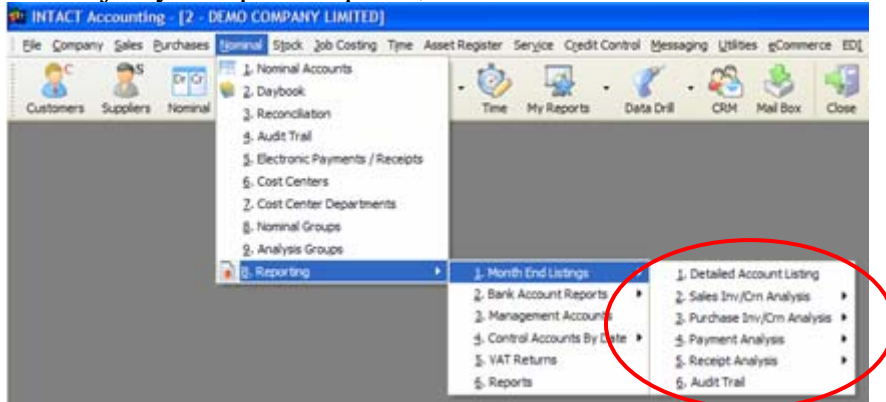 INTACT Accounting - [2 - DEMO COMPANY LIMITED]
File Company Sales Purchases Nominal Stock Job Costing Time Asset Register Service Credit Control Messaging Utilities eCommerce EDI
Customers Suppliers Nominal Time My Reports Data Drill CRM Mail Box Close
1. Nominal Accounts
2. Daybook
3. Reconciliation
4. Audit Trail
5. Electronic Payments / Receipts
6. Cost Centers
7. Cost Center Departments
8. Nominal Groups
9. Analysis Groups
Reporting
1. Month End Listings
2. Bank Account Reports
3. Management Accounts
4. Control Accounts By Date
5. VAT Returns
6. Reports
1. Detailed Account Listing
2. Sales Inv/Crn Analysis
3. Purchase Inv/Crn Analysis
4. Payment Analysis
5. Receipt Analysis
6. Audit Trail